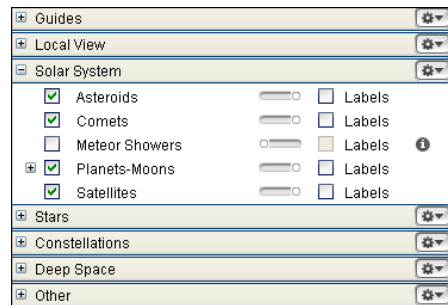 Guides
Local View
Solar System
Asteroids Labels
Comets Labels
Meteor Showers Labels
Planets-Moons Labels
Satellites Labels
Stars
Constellations
Deep Space
Other